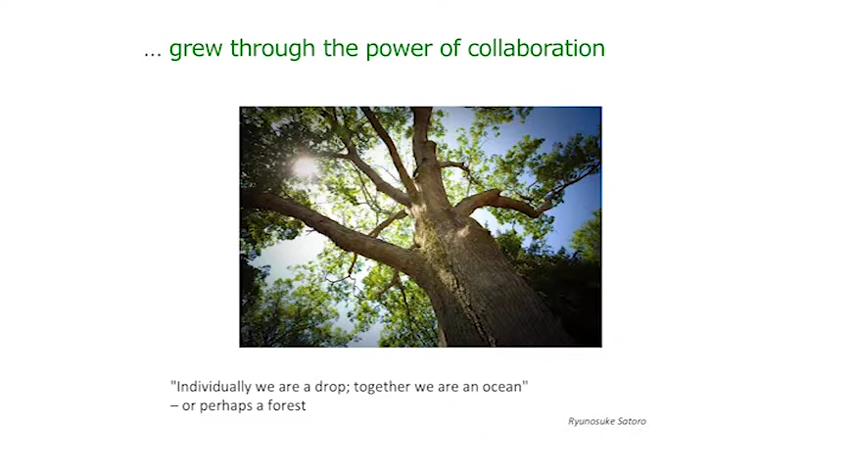 ... grew through the power of collaboration
"Individually we are a drop; together we are an ocean"
– or perhaps a forest
Ryunosuke Satoro